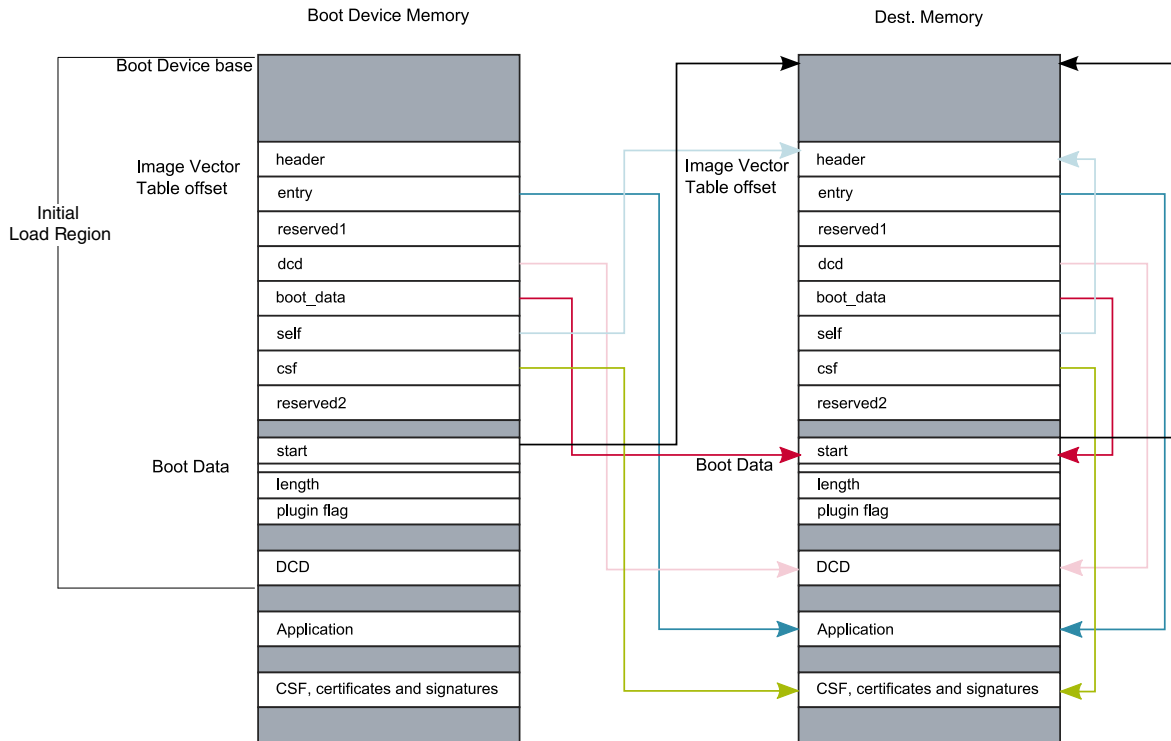 Boot Device Memory
Dest. Memory
Boot Device base
Initial
Load Region
Image Vector
Table offset
header
entry
reserved1
dcd
boot_data
self
csf
reserved2
Boot Data
start
length
plugin flag
DCD
Application
CSF, certificates and signatures
Image Vector
Table offset
header
entry
reserved1
dcd
boot_data
self
csf
reserved2
Boot Data
start
length
plugin flag
DCD
Application
CSF, certificates and signatures